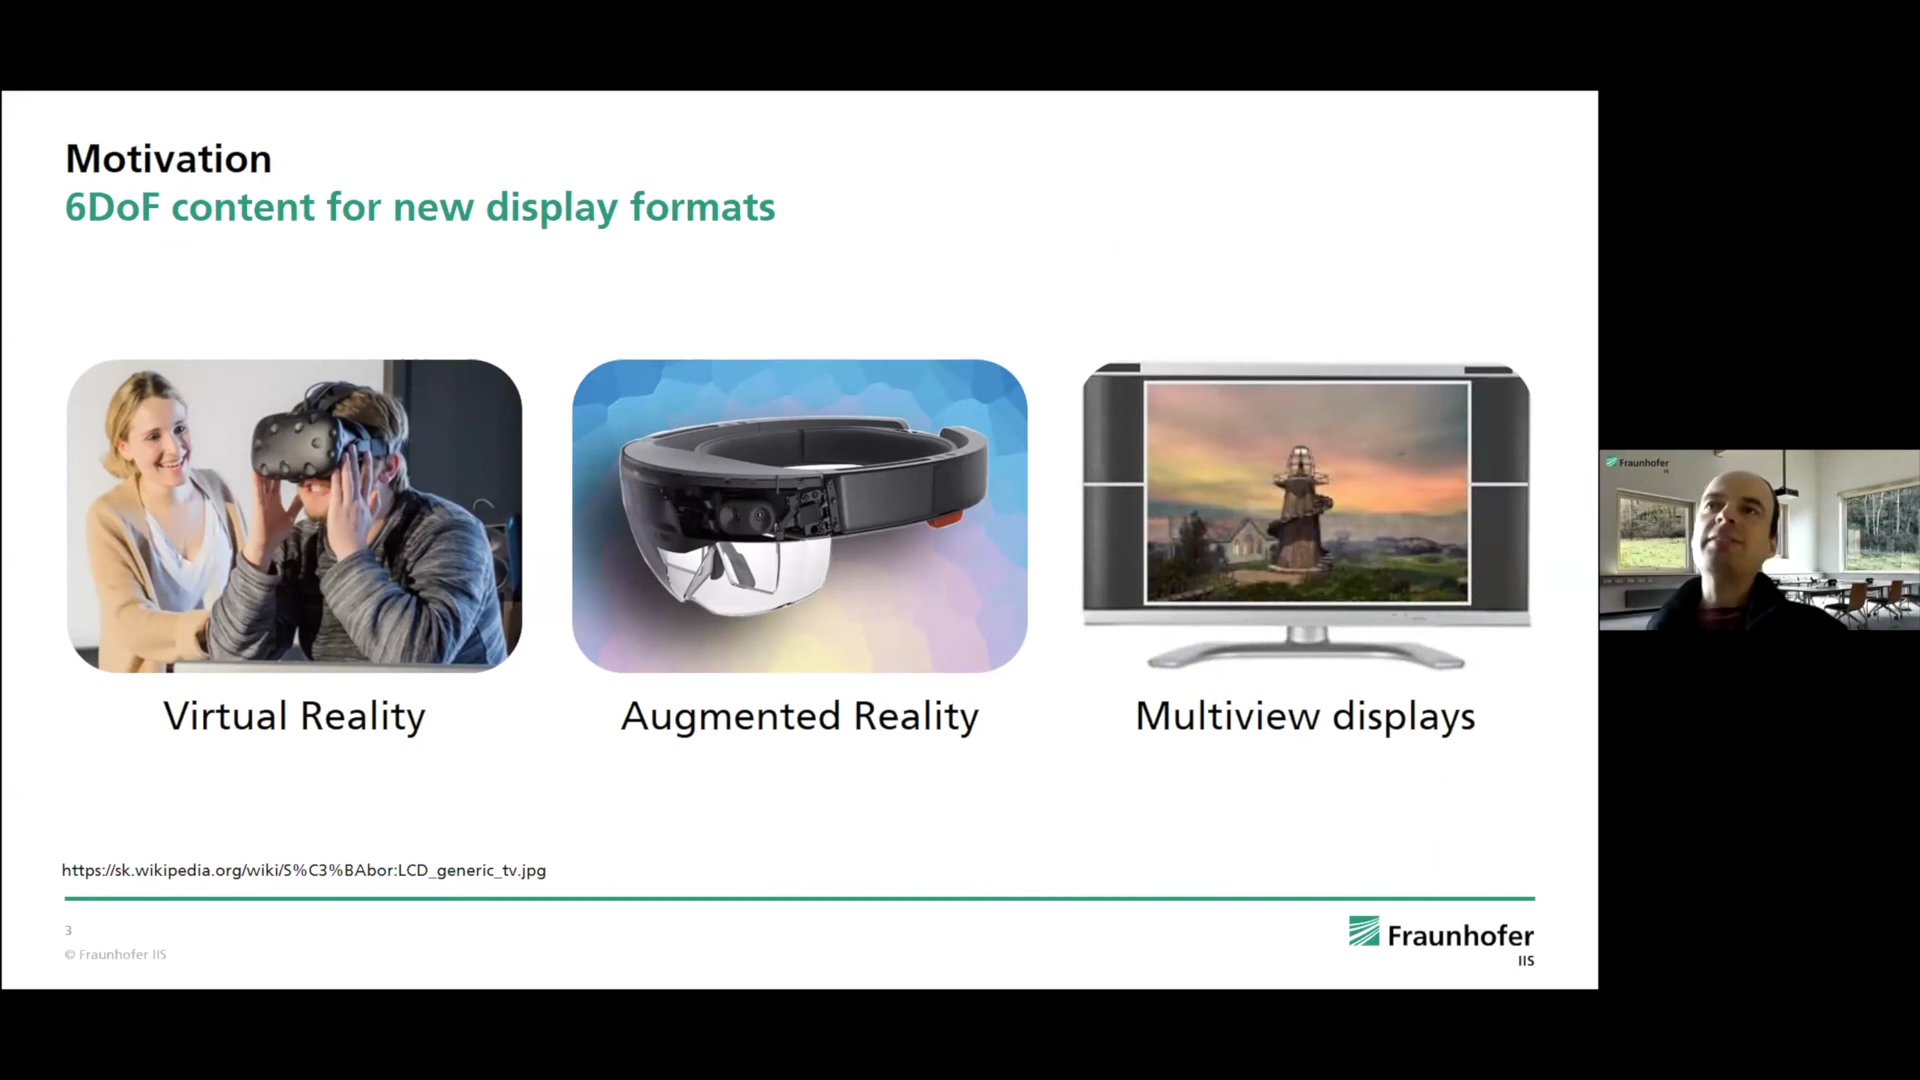 Motivation
6DoF content for new display formats
Virtual Reality
Augmented Reality
Multiview displays
https://sk.wikipedia.org/wiki/S%C3%BAbor:LCD_generic_tv.jpg
3
© Fraunhofer IIS
Fraunhofer
IIS
Fraunhofer
IIS